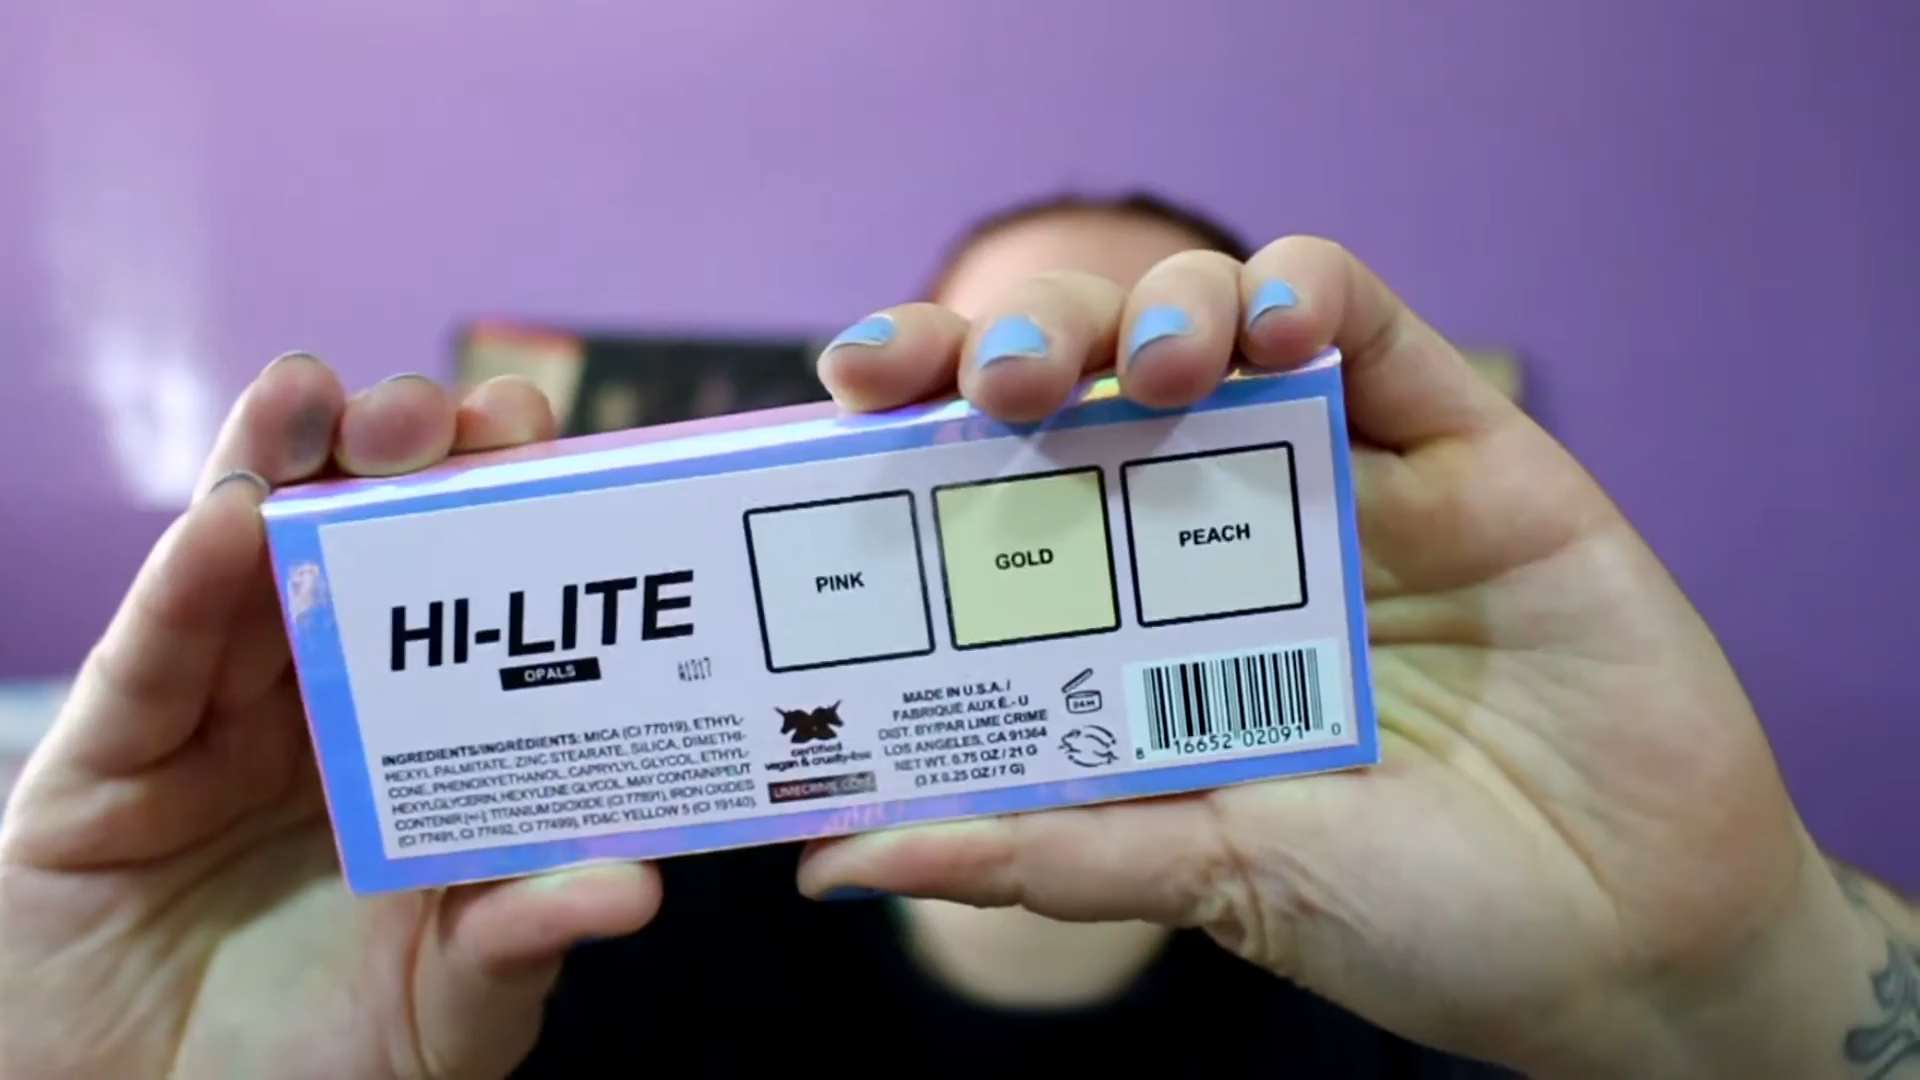 HI-LITE
OPALS
A1317
PINK
GOLD
PEACH
INGREDIENTS/INGRÉDIENTS: MICA (CI 77019), ETHYL-
HEXYL PALMITATE, ZINC STEARATE, SILICA, DIMETHI-
CONE, PHENOXYETHANOL, CAPRYLYL GLYCOL, ETHYL-
HEXYLGLYCERIN, HEXYLENE GLYCOL, MAY CONTAIN/PEUT
CONTENIR [+/-]: TITANIUM DIOXIDE (CI 77891), IRON OXIDES
(CI 77491, CI 77492, CI 77499), FD&C YELLOW 5 (CI 19140).
certified
vegan & cruelty-free
LIMECRIME.COM
MADE IN U.S.A. /
FABRIQUE AUX É.-U
DIST. BY/PAR LIME CRIME
LOS ANGELES, CA 91364
NET WT. 0.75 OZ / 21 G
(3 X 0.25 OZ / 7 G)
24M
8 16652 02091 0